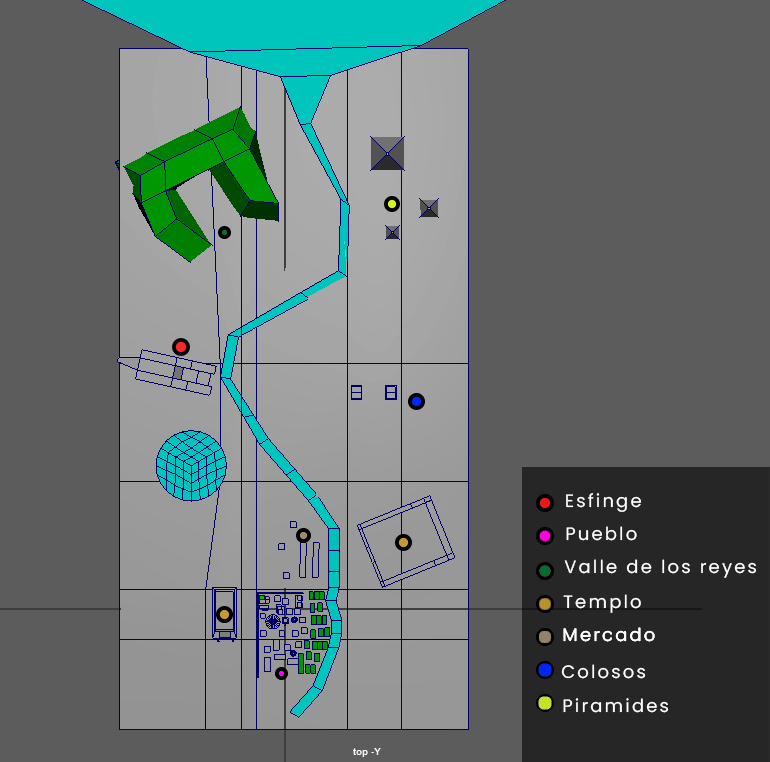 Esfinge
Pueblo
Valle de los reyes
Templo
Mercado
Colosos
Piramides
top -Y